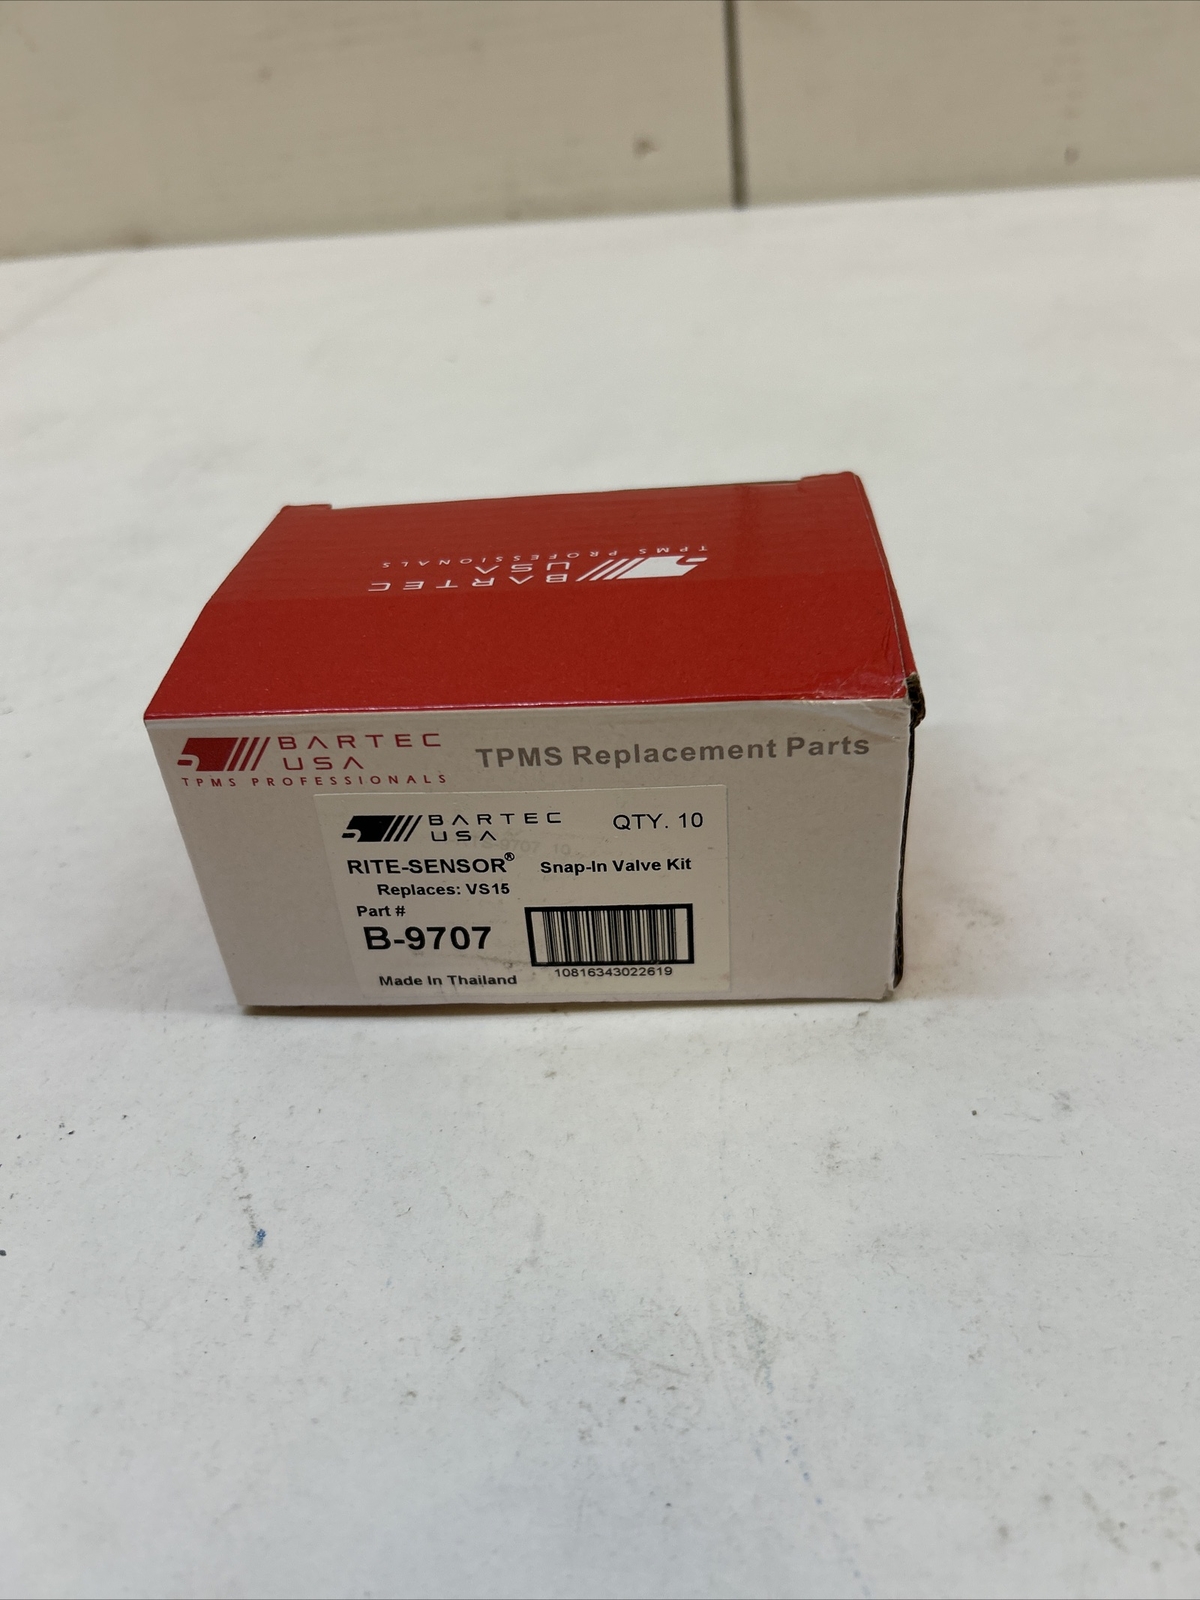 BARTEC
USA
TPMS PROFESSIONALS
BARTEC
USA
TPMS PROFESSIONALS
TPMS Replacement Parts
BARTEC
USA
QTY. 10
RITE-SENSOR® Snap-In Valve Kit
Replaces: VS15
Part #
B-9707
10816343022619
Made In Thailand